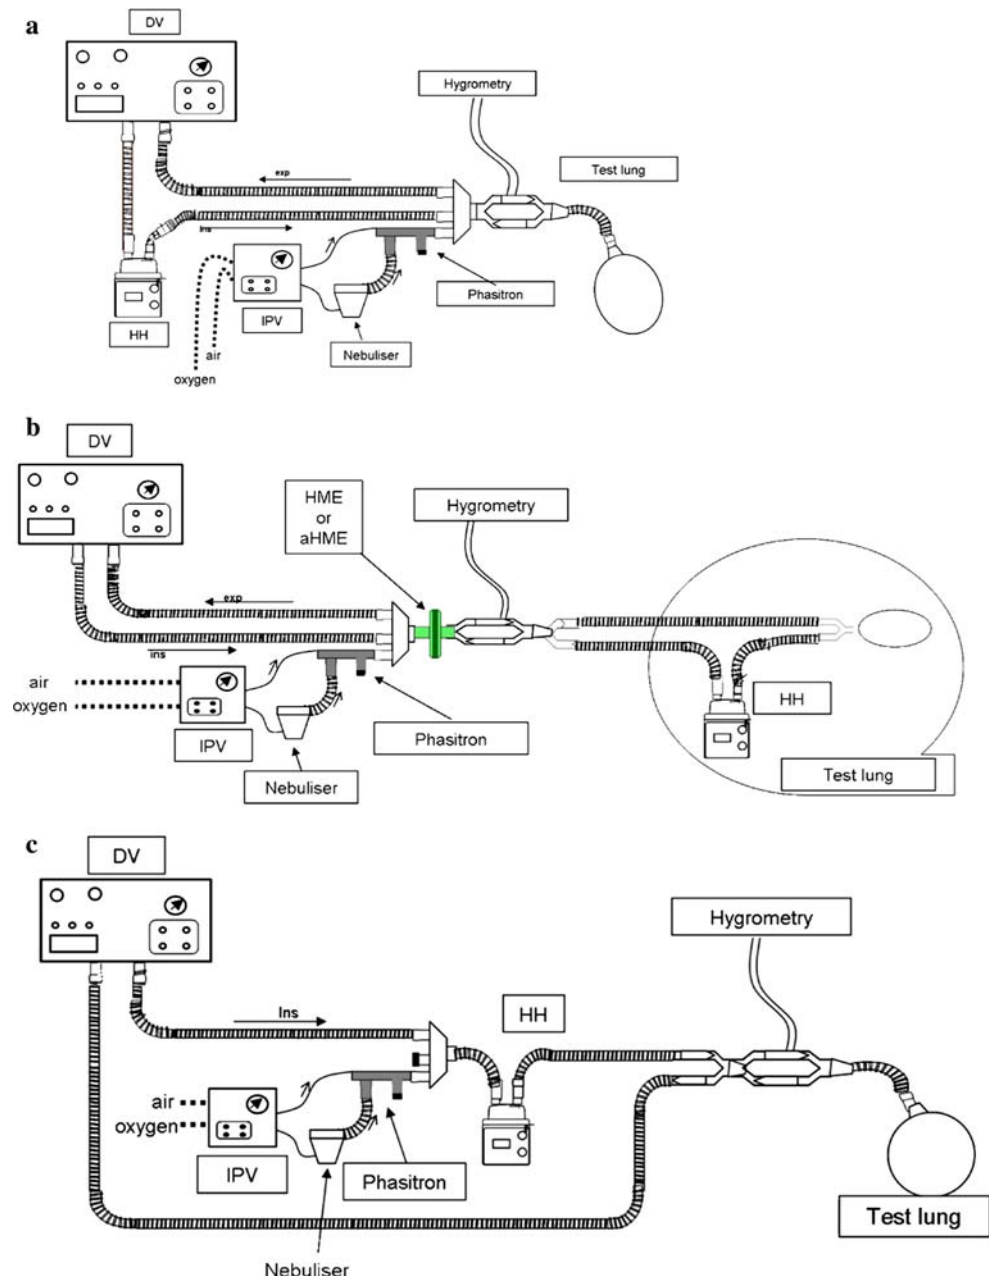 a
DV
Hygrometry
exp
Test lung
Ins
Phasitron
IPV
HH
Nebuliser
air
oxygen
b
DV
HME
or
aHME
Hygrometry
exp
ins
air
oxygen
HH
Phasitron
IPV
Nebuliser
Test lung
c
DV
Hygrometry
Ins
HH
air
oxygen
IPV
Phasitron
Test lung
Nebuliser